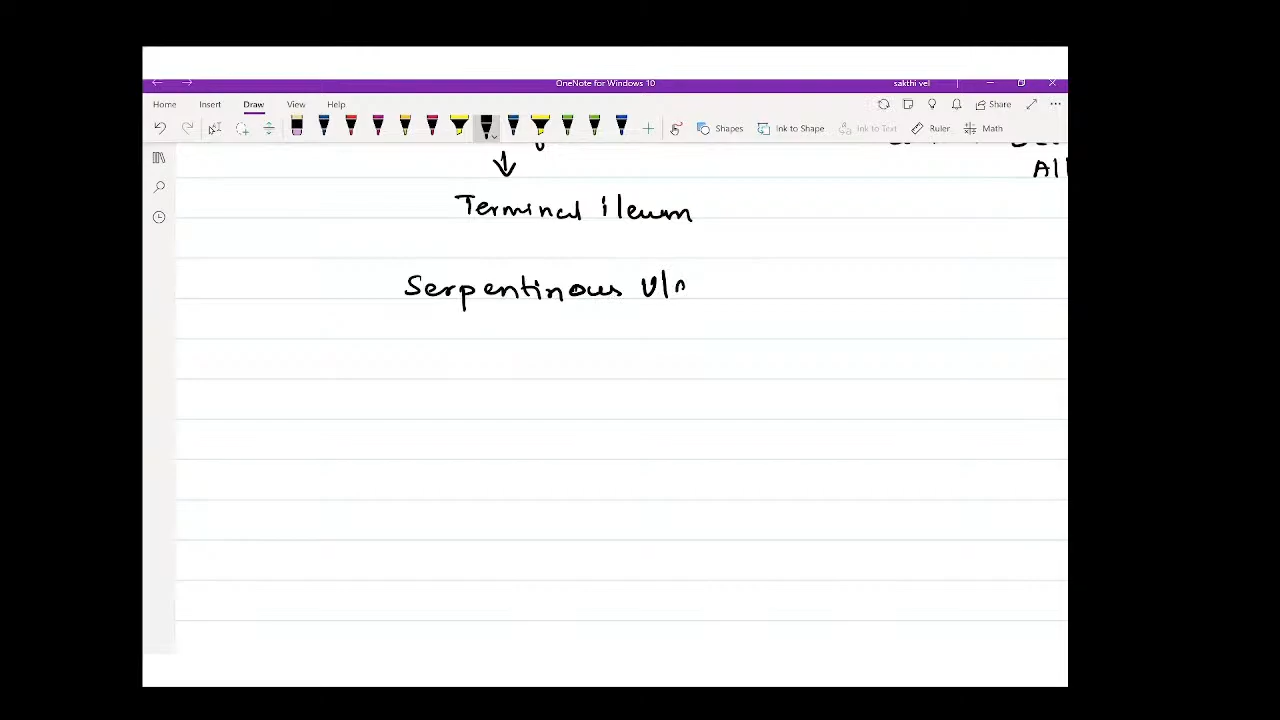 OneNote for Windows 10
sakthi vel
Home Insert Draw View Help
Share
Shapes Ink to Shape Ink to Text Ruler Math
All
Terminal ileum
Serpentinous